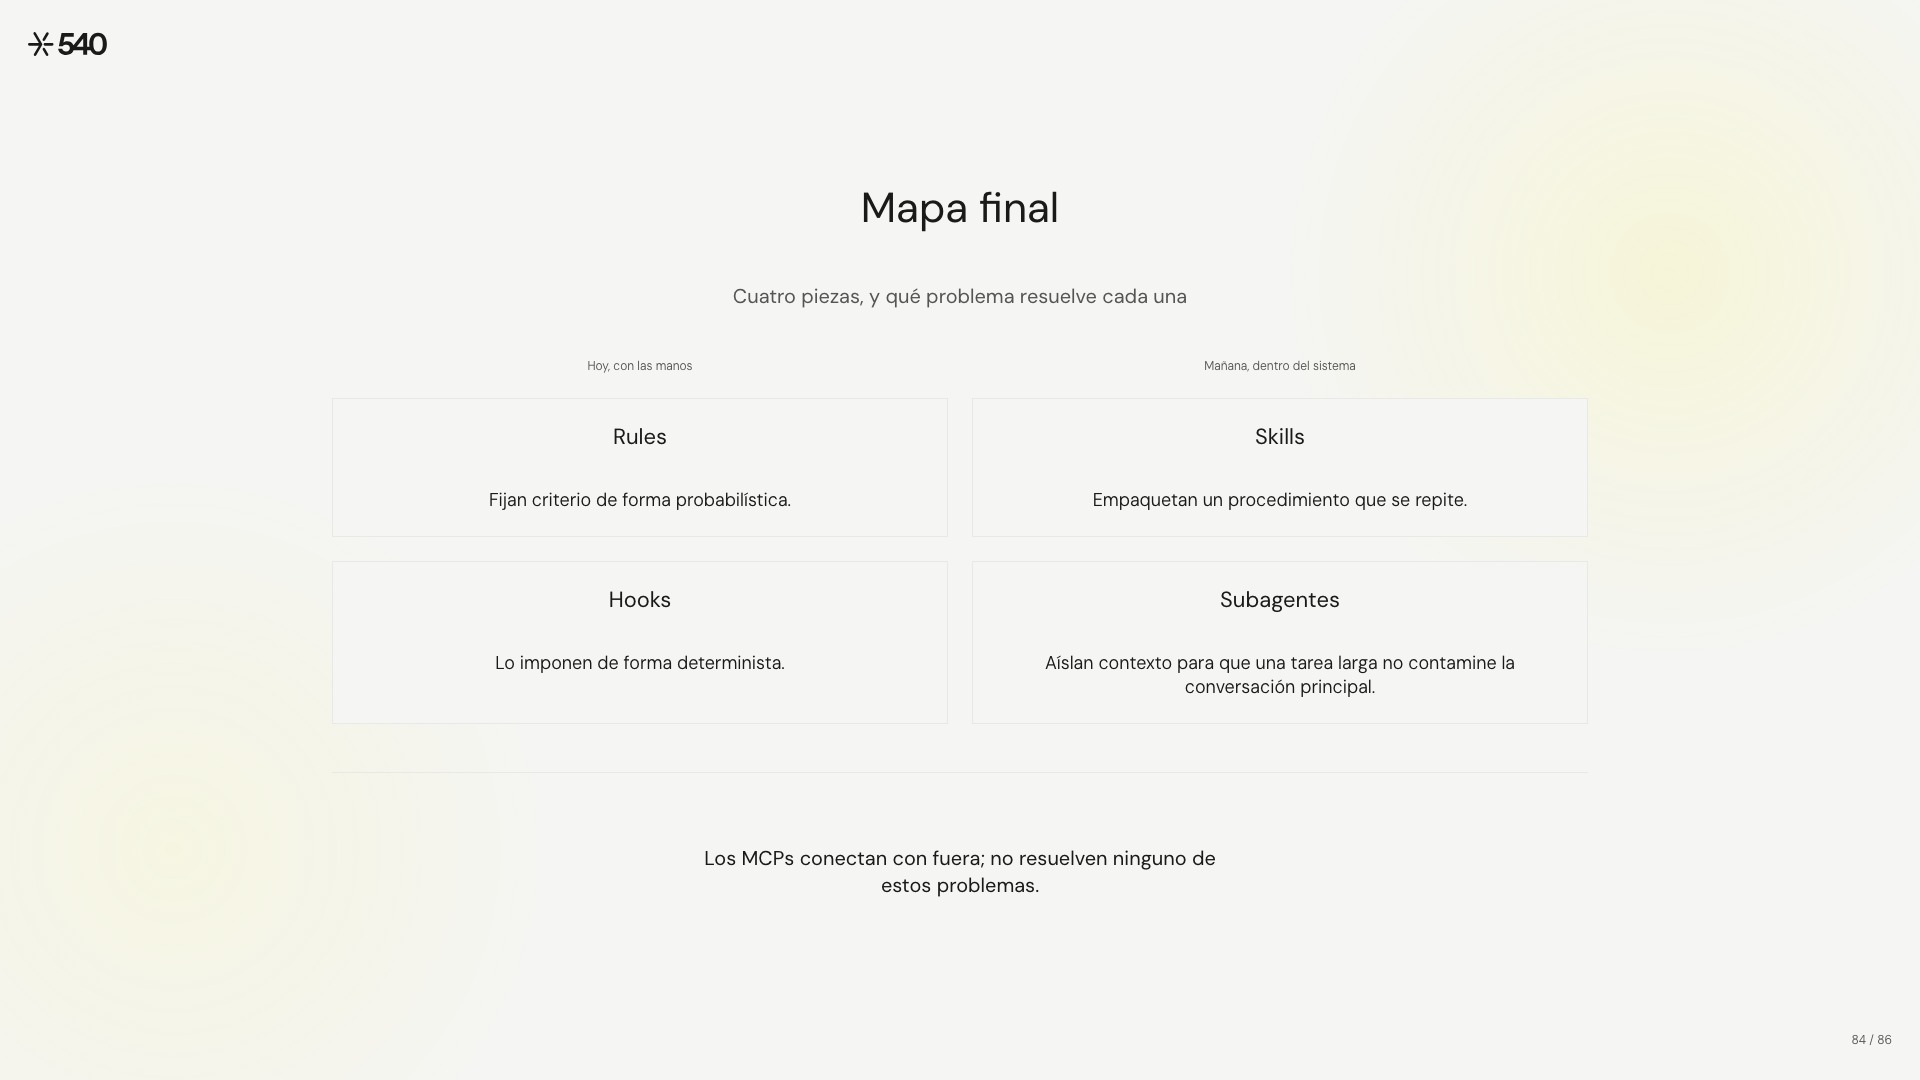 540
Mapa final
Cuatro piezas, y qué problema resuelve cada una
Hoy, con las manos
Mañana, dentro del sistema
Rules
Fijan criterio de forma probabilística.
Skills
Empaquetan un procedimiento que se repite.
Hooks
Lo imponen de forma determinista.
Subagentes
Aíslan contexto para que una tarea larga no contamine la
conversación principal.
Los MCPs conectan con fuera; no resuelven ninguno de
estos problemas.
84 / 86